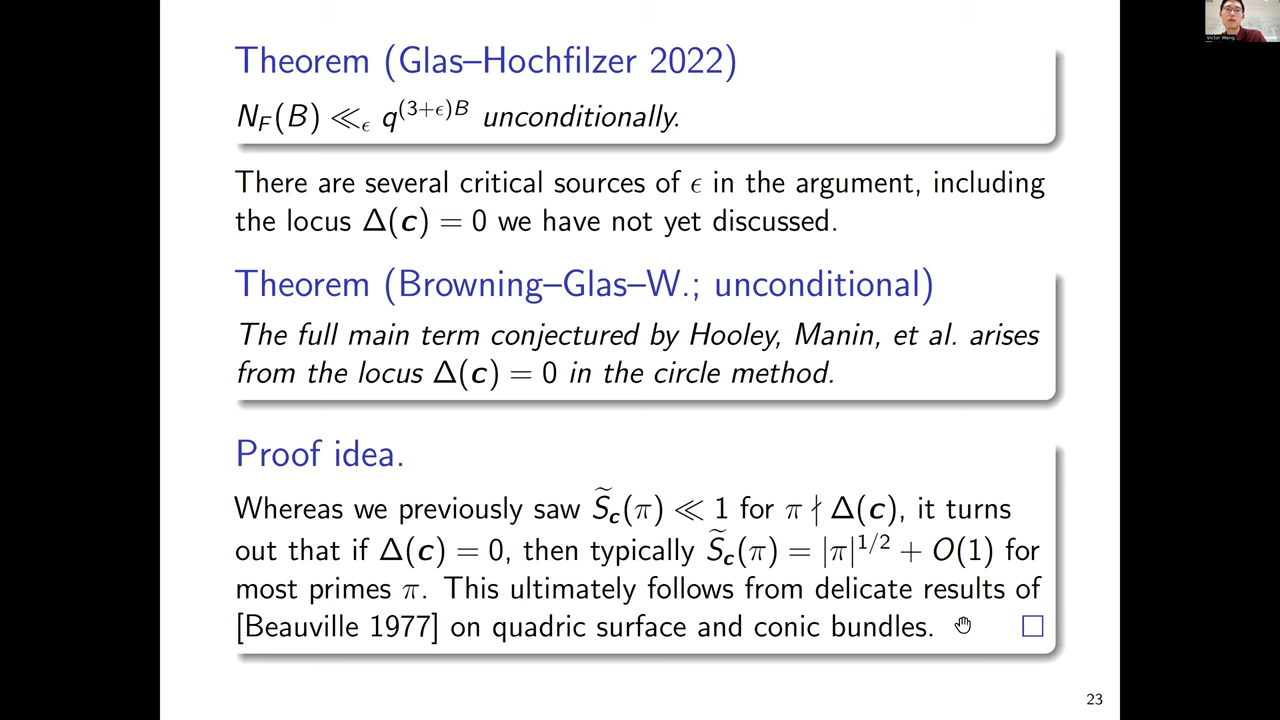 Theorem (Glas–Hochfilzer 2022)
N_F(B) ≪_ϵ q^{(3+ϵ)B} unconditionally.
There are several critical sources of ϵ in the argument, including
the locus Δ(c) = 0 we have not yet discussed.
Theorem (Browning–Glas–W.; unconditional)
The full main term conjectured by Hooley, Manin, et al. arises
from the locus Δ(c) = 0 in the circle method.
Proof idea.
Whereas we previously saw S̃_c(π) ≪ 1 for π ∤ Δ(c), it turns
out that if Δ(c) = 0, then typically S̃_c(π) = |π|^{1/2} + O(1) for
most primes π. This ultimately follows from delicate results of
[Beauville 1977] on quadric surface and conic bundles. □
23
Victor Wang